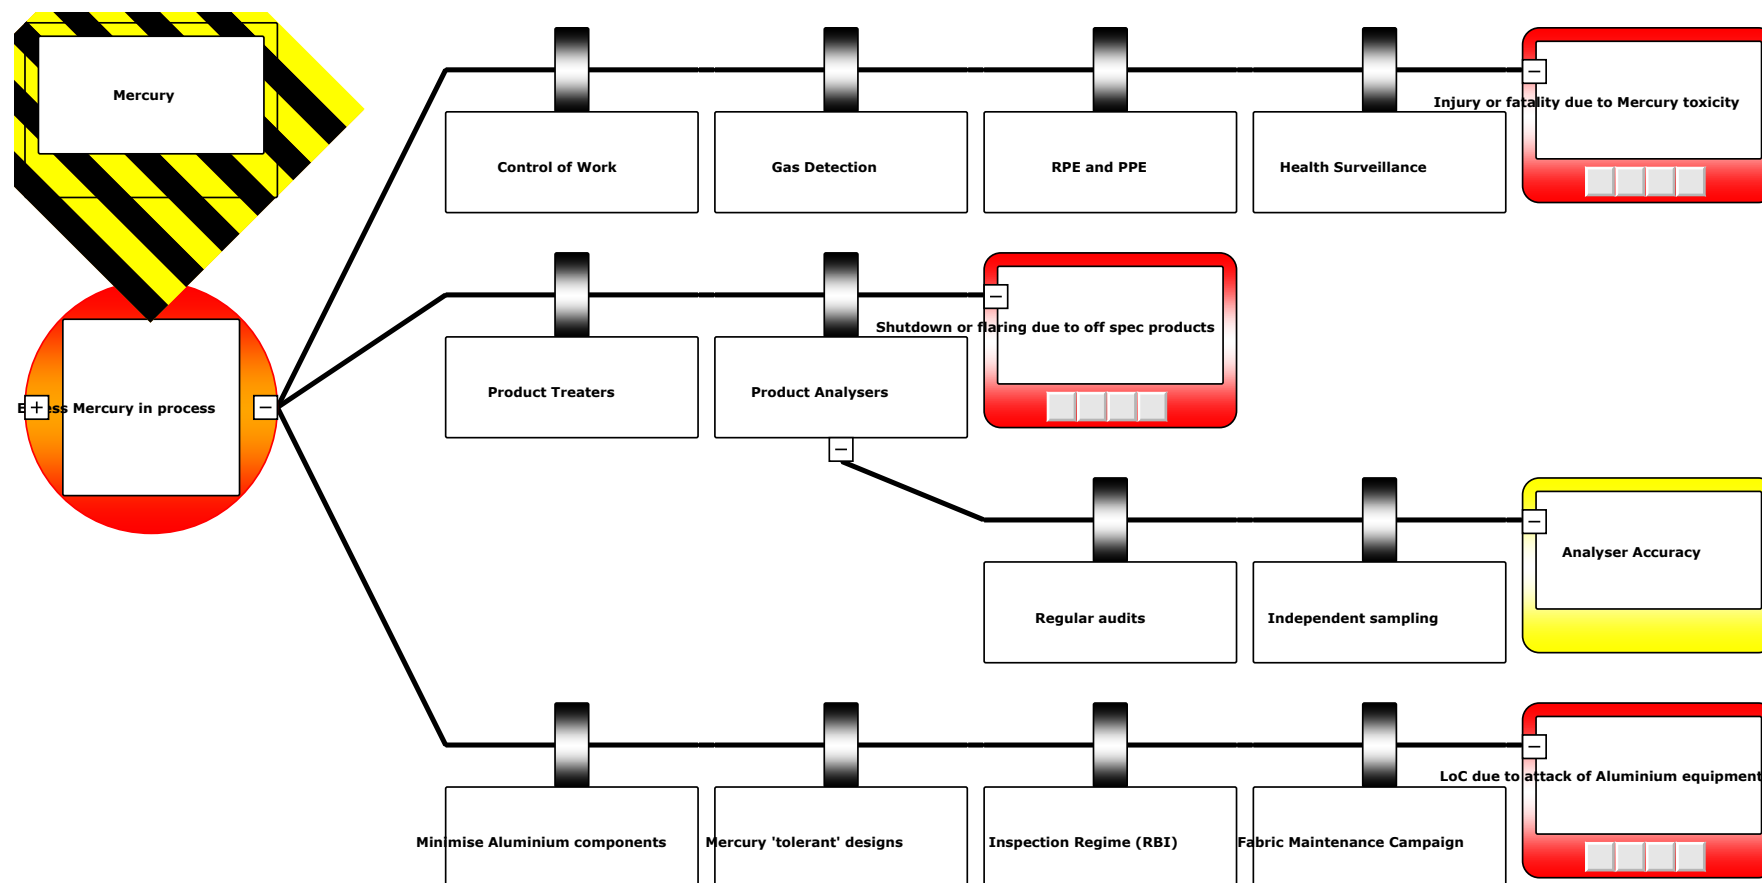 Mercury
Control of Work
Gas Detection
RPE and PPE
Health Surveillance
Injury or fatality due to Mercury toxicity
Excess Mercury in process
Product Treaters
Product Analysers
Shutdown or flaring due to off spec products
Regular audits
Independent sampling
Analyser Accuracy
Minimise Aluminium components
Mercury 'tolerant' designs
Inspection Regime (RBI)
Fabric Maintenance Campaign
LoC due to attack of Aluminium equipment